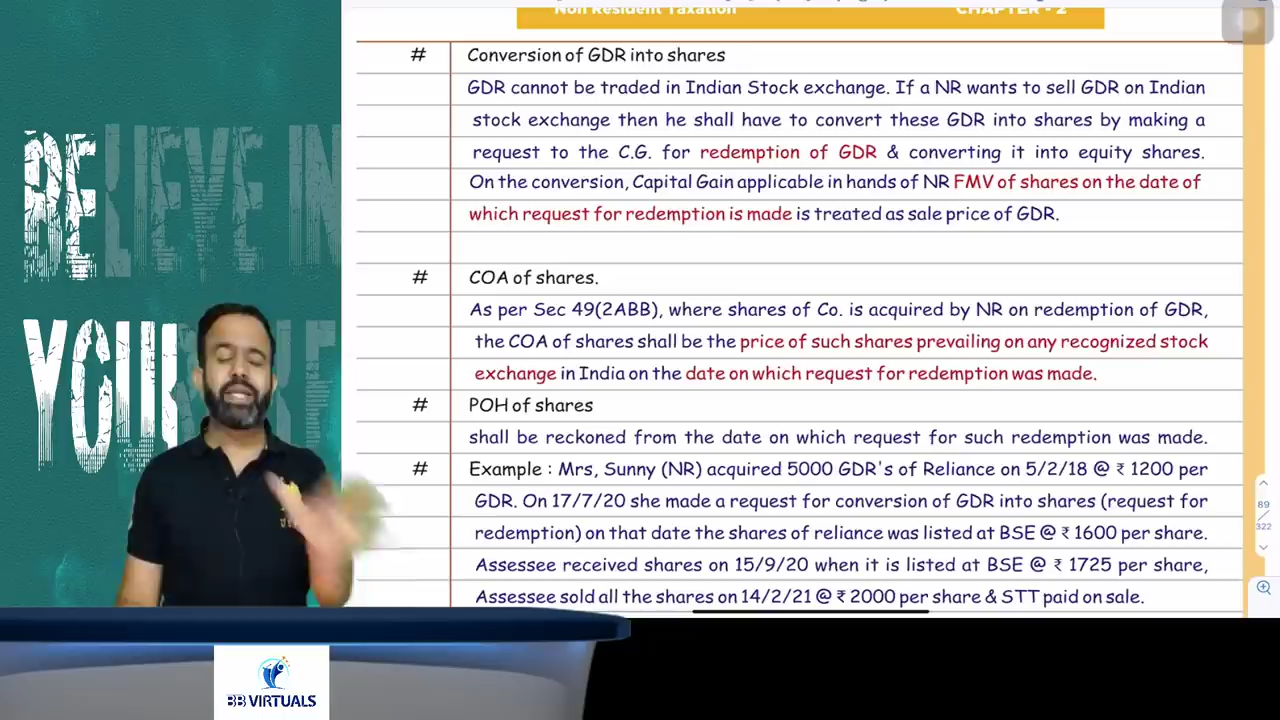 Non Resident Taxation
CHAPTER - 2
# Conversion of GDR into shares
GDR cannot be traded in Indian Stock exchange. If a NR wants to sell GDR on Indian
stock exchange then he shall have to convert these GDR into shares by making a
request to the C.G. for redemption of GDR & converting it into equity shares.
On the conversion, Capital Gain applicable in hands of NR FMV of shares on the date of
which request for redemption is made is treated as sale price of GDR.
# COA of shares.
As per Sec 49(2ABB), where shares of Co. is acquired by NR on redemption of GDR,
the COA of shares shall be the price of such shares prevailing on any recognized stock
exchange in India on the date on which request for redemption was made.
# POH of shares
shall be reckoned from the date on which request for such redemption was made.
# Example : Mrs, Sunny (NR) acquired 5000 GDR's of Reliance on 5/2/18 @ ₹ 1200 per
GDR. On 17/7/20 she made a request for conversion of GDR into shares (request for
redemption) on that date the shares of reliance was listed at BSE @ ₹ 1600 per share.
Assessee received shares on 15/9/20 when it is listed at BSE @ ₹ 1725 per share,
Assessee sold all the shares on 14/2/21 @ ₹ 2000 per share & STT paid on sale.
89
322
BELIEVE IN
BB VIRTUALS